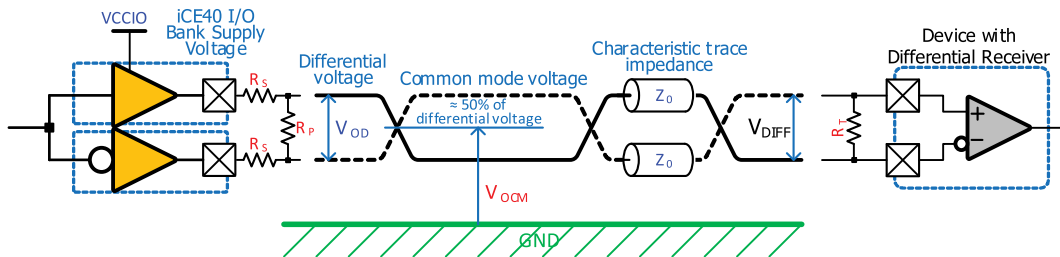 VCCIO
iCE40 I/O
Bank Supply
Voltage
RS
RP
RS
Differential
voltage
VOD
Common mode voltage
≈ 50% of
differential voltage
VOCM
GND
Characteristic trace
impedance
Z0
Z0
VDIFF
RT
Device with
Differential Receiver
+
−